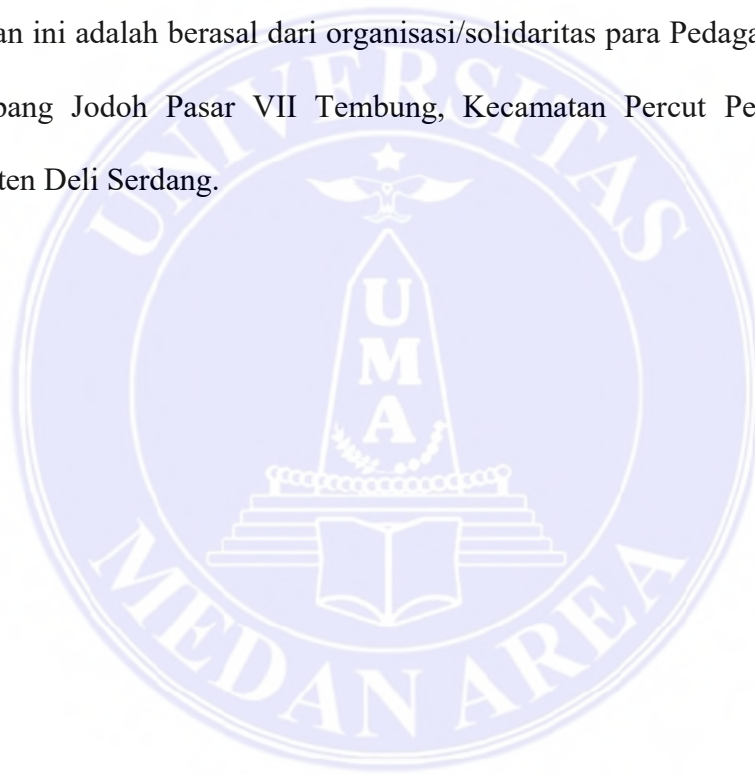 an ini adalah berasal dari organisasi/solidaritas para Pedaga
pang Jodoh Pasar VII Tembung, Kecamatan Percut Pe
ten Deli Serdang.
UNIVERSITAS
UMA
MEDAN AREA